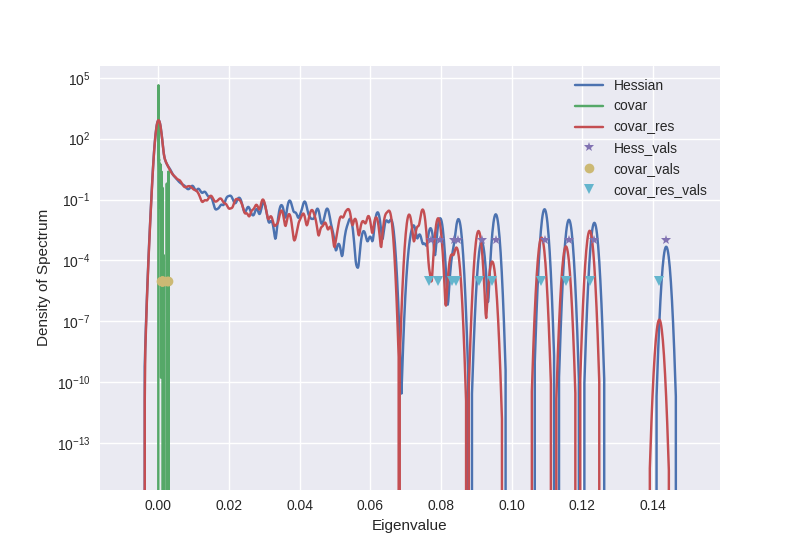 Hessian
covar
covar_res
Hess_vals
covar_vals
covar_res_vals
10^5
10^2
10^−1
10^−4
10^−7
10^−10
10^−13
Density of Spectrum
0.00 0.02 0.04 0.06 0.08 0.10 0.12 0.14
Eigenvalue